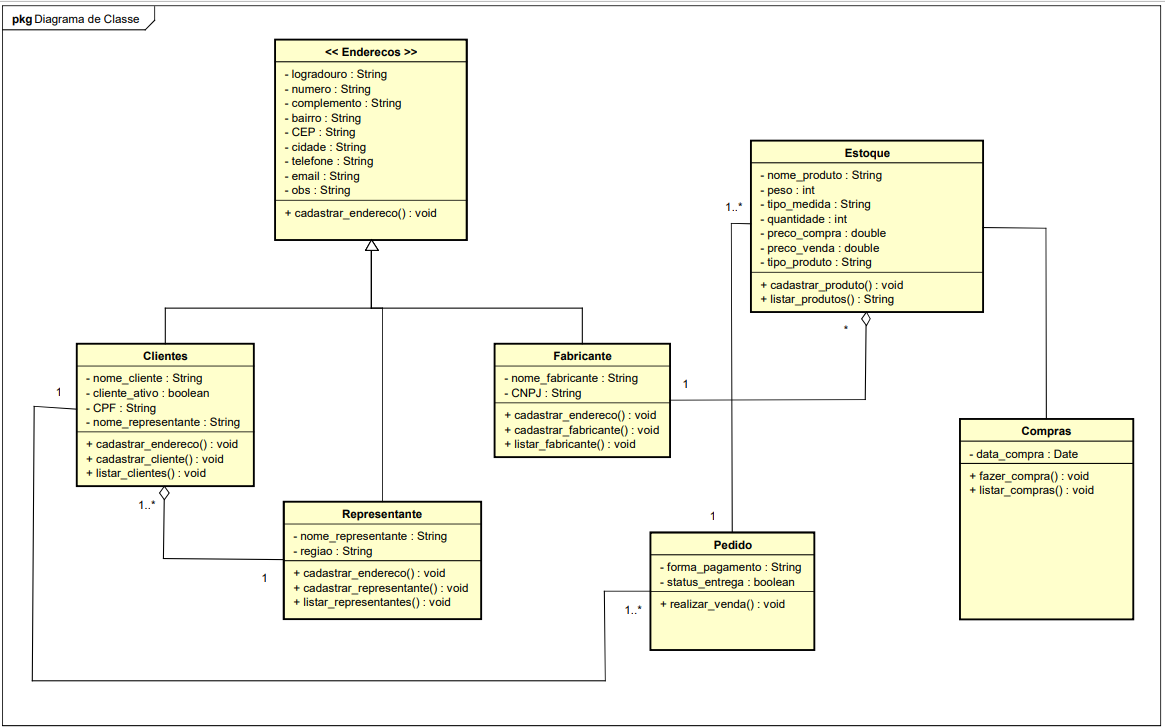 pkg Diagrama de Classe
<< Enderecos >>
- logradouro : String
- numero : String
- complemento : String
- bairro : String
- CEP : String
- cidade : String
- telefone : String
- email : String
- obs : String
+ cadastrar_endereco() : void
Estoque
- nome_produto : String
- peso : int
- tipo_medida : String
- quantidade : int
- preco_compra : double
- preco_venda : double
- tipo_produto : String
+ cadastrar_produto() : void
+ listar_produtos() : String
1..*
*
Clientes
- nome_cliente : String
- cliente_ativo : boolean
- CPF : String
- nome_representante : String
+ cadastrar_endereco() : void
+ cadastrar_cliente() : void
+ listar_clientes() : void
1
1..*
Fabricante
- nome_fabricante : String
- CNPJ : String
+ cadastrar_endereco() : void
+ cadastrar_fabricante() : void
+ listar_fabricante() : void
1
Compras
- data_compra : Date
+ fazer_compra() : void
+ listar_compras() : void
Representante
- nome_representante : String
- regiao : String
+ cadastrar_endereco() : void
+ cadastrar_representante() : void
+ listar_representantes() : void
1
1
Pedido
- forma_pagamento : String
- status_entrega : boolean
+ realizar_venda() : void
1..*